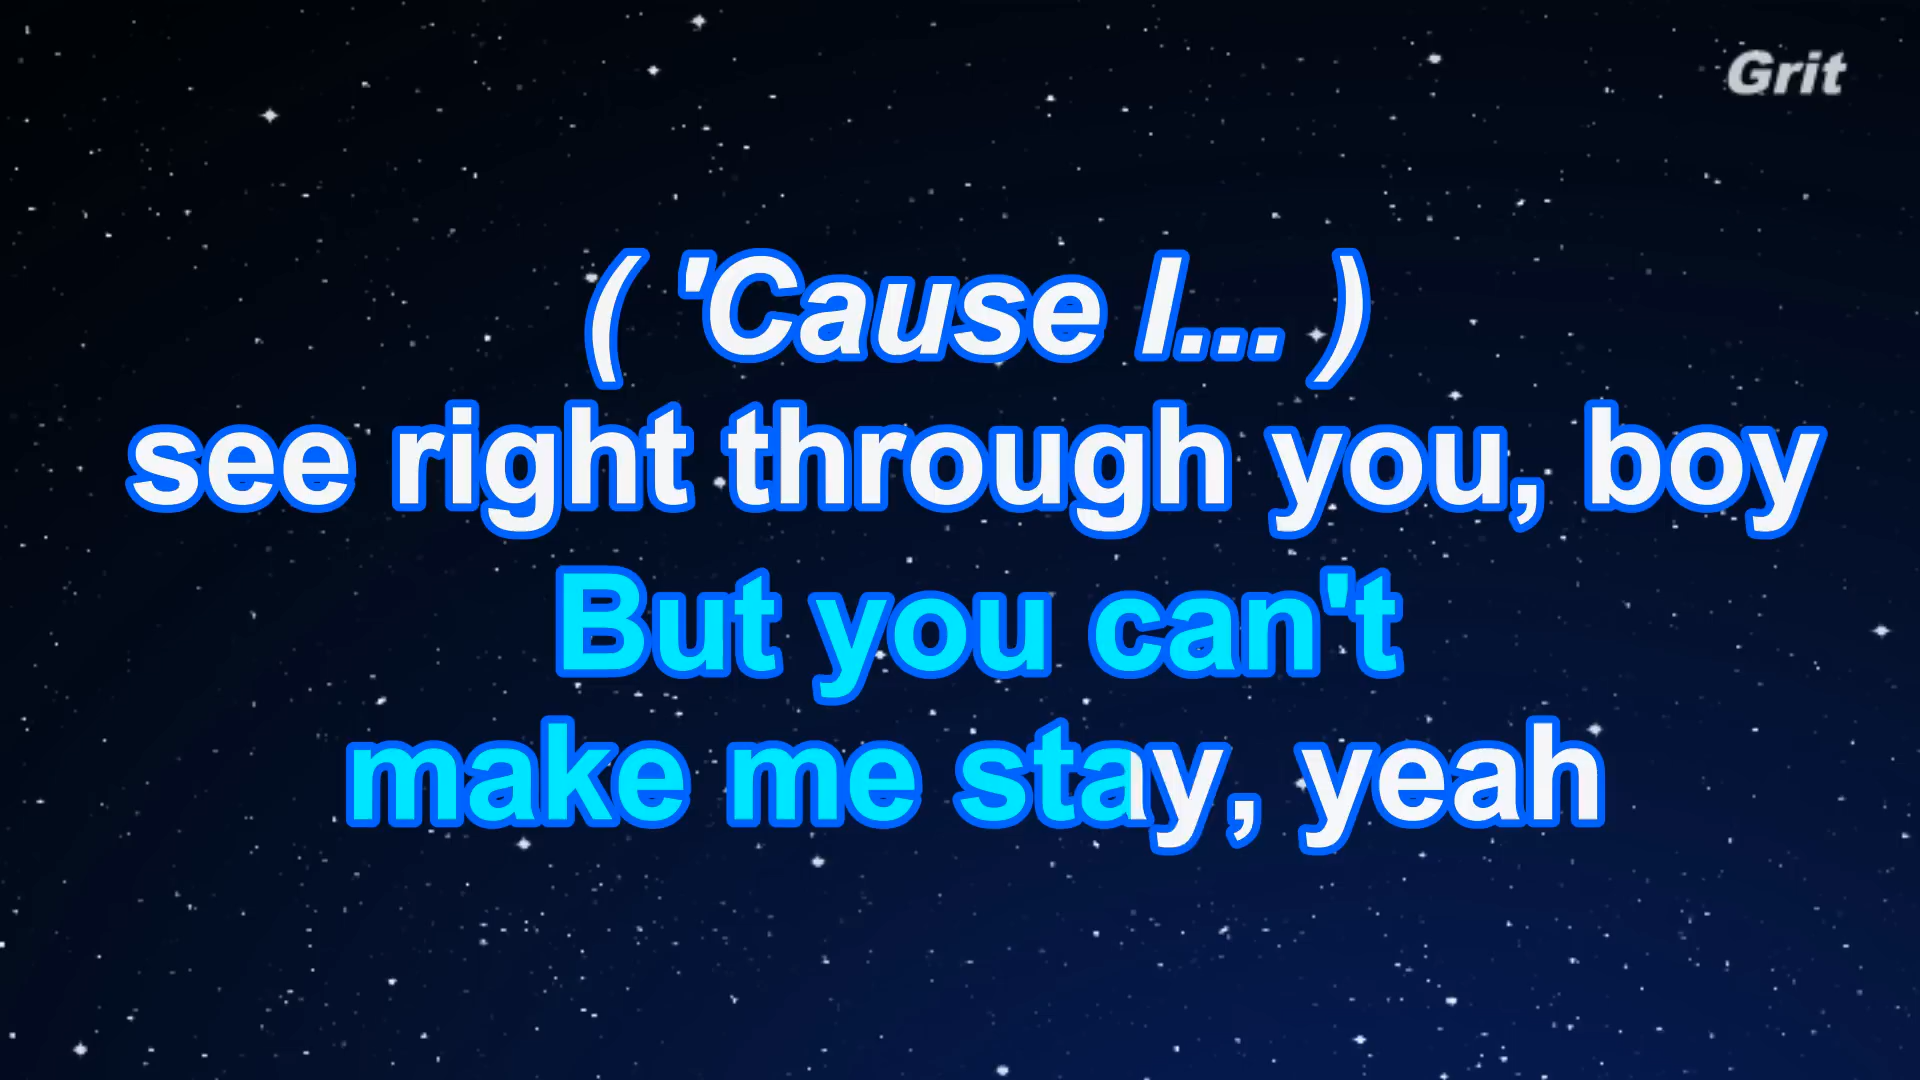 Grit
( 'Cause I... )
see right through you, boy
But you can't
make me stay, yeah